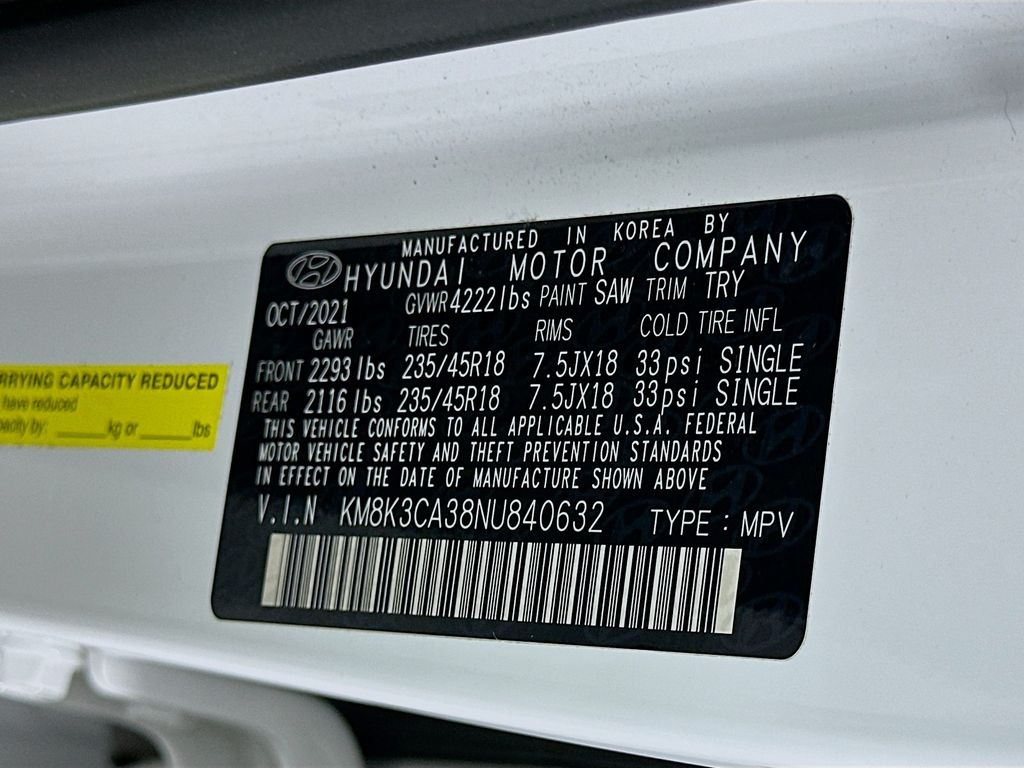 MANUFACTURED IN KOREA BY
HYUNDAI MOTOR COMPANY
OCT/2021 GVWR 4222 lbs PAINT SAW TRIM TRY
GAWR TIRES RIMS COLD TIRE INFL
FRONT 2293 lbs 235/45R18 7.5JX18 33psi SINGLE
REAR 2116 lbs 235/45R18 7.5JX18 33psi SINGLE
THIS VEHICLE CONFORMS TO ALL APPLICABLE U.S.A. FEDERAL
MOTOR VEHICLE SAFETY AND THEFT PREVENTION STANDARDS
IN EFFECT ON THE DATE OF MANUFACTURE SHOWN ABOVE
V.I.N KM8K3CA38NU840632 TYPE : MPV
RRYING CAPACITY REDUCED
have reduced
pacity by: ______ kg or ______ lbs